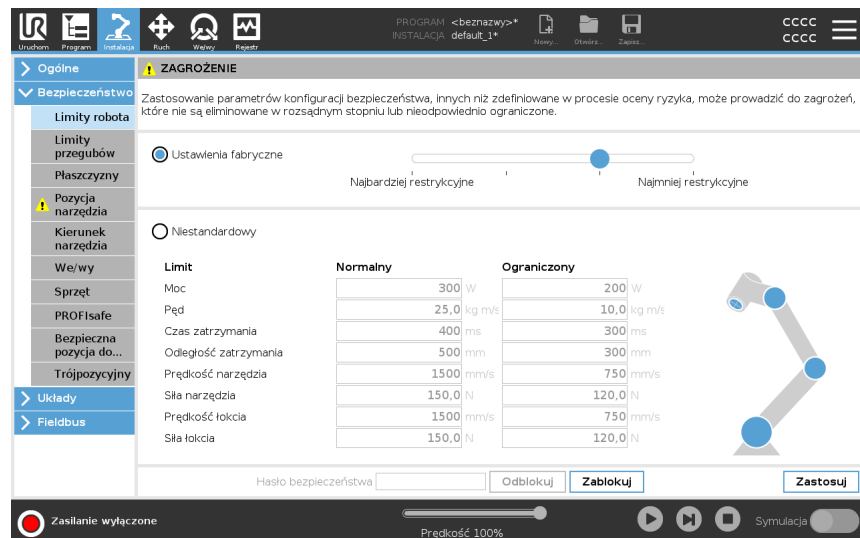 PROGRAM <beznazwy>*
INSTALACJA default_1*
CCCC
CCCC
Uruchom Program Instalacja Ruch We/wy Rejestr Nowy... Otwórz... Zapisz...
Ogólne
Bezpieczeństwo
Limity robota
Limity przegubów
Płaszczyzny
Pozycja narzędzia
Kierunek narzędzia
We/wy
Sprzęt
PROFIsafe
Bezpieczna pozycja do...
Trójpozycyjny
Układy
Fieldbus
ZAGROŻENIE
Zastosowanie parametrów konfiguracji bezpieczeństwa, innych niż zdefiniowane w procesie oceny ryzyka, może prowadzić do zagrożeń,
które nie są eliminowane w rozsądnym stopniu lub nieodpowiednio ograniczone.
Ustawienia fabryczne
Najbardziej restrykcyjne Najmniej restrykcyjne
Niestandardowy
Limit Normalny Ograniczony
Moc 300 W 200 W
Pęd 25,0 kg m/s 10,0 kg m/s
Czas zatrzymania 400 ms 300 ms
Odległość zatrzymania 500 mm 300 mm
Prędkość narzędzia 1500 mm/s 750 mm/s
Siła narzędzia 150,0 N 120,0 N
Prędkość łokcia 1500 mm/s 750 mm/s
Siła łokcia 150,0 N 120,0 N
Hasło bezpieczeństwa Odblokuj Zablokuj Zastosuj
Zasilanie wyłączone
Prędkość 100%
Symulacja